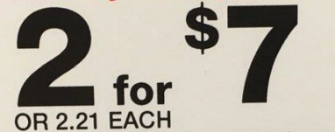 2 for $7
OR 2.21 EACH